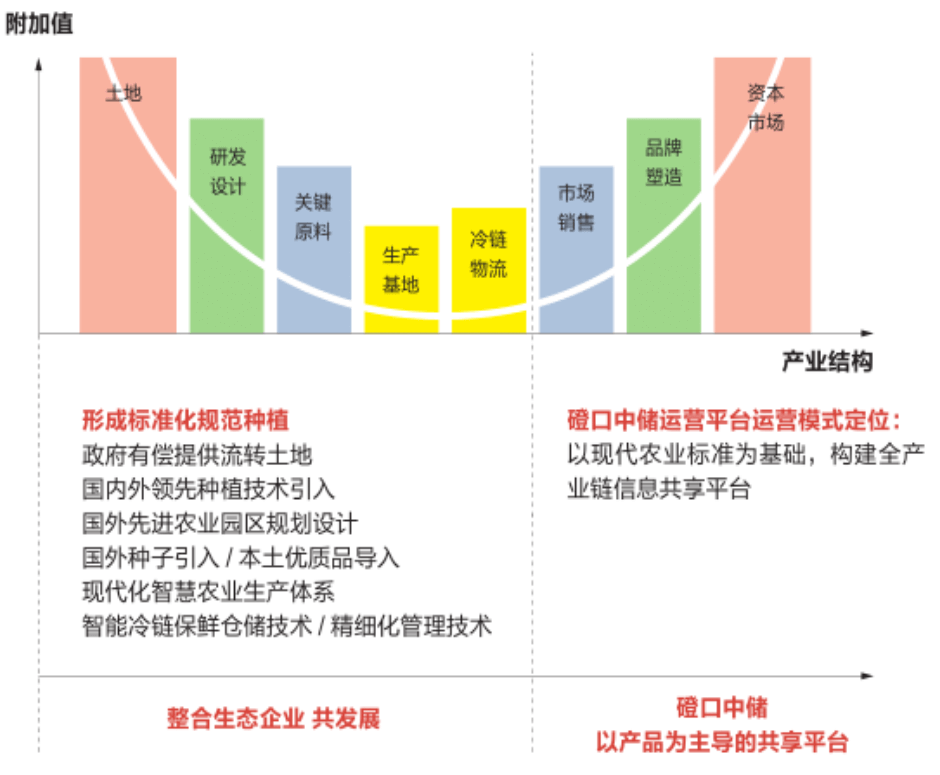 附加值
土地
研发
设计
关键
原料
生产
基地
冷链
物流
市场
销售
品牌
塑造
资本
市场
产业结构
形成标准化规范种植
政府有偿提供流转土地
国内外领先种植技术引入
国外先进农业园区规划设计
国外种子引入 / 本土优质品导入
现代化智慧农业生产体系
智能冷链保鲜仓储技术 / 精细化管理技术
磴口中储运营平台运营模式定位：
以现代农业标准为基础，构建全产
业链信息共享平台
整合生态企业 共发展
磴口中储
以产品为主导的共享平台